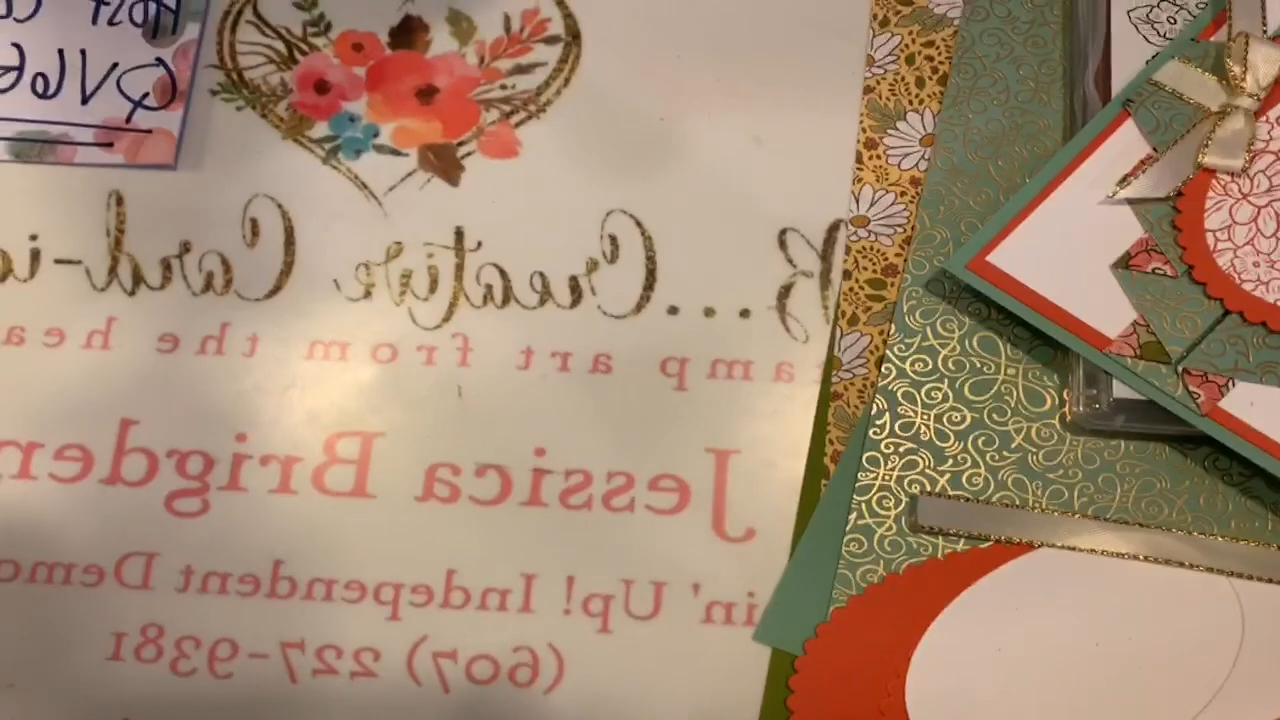 B... Creative Card-i
amp art from the hea
Jessica Brigden
in' Up! Independent Demo
(607) 227-9381